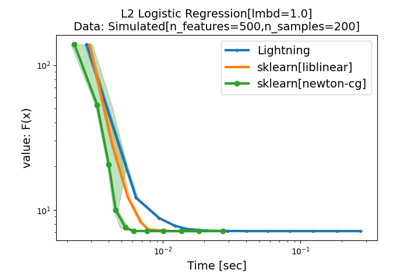 L2 Logistic Regression[lmbd=1.0]
Data: Simulated[n_features=500,n_samples=200]
Lightning
sklearn[liblinear]
sklearn[newton-cg]
value: F(x)
10²
10¹
10⁻²
10⁻¹
Time [sec]